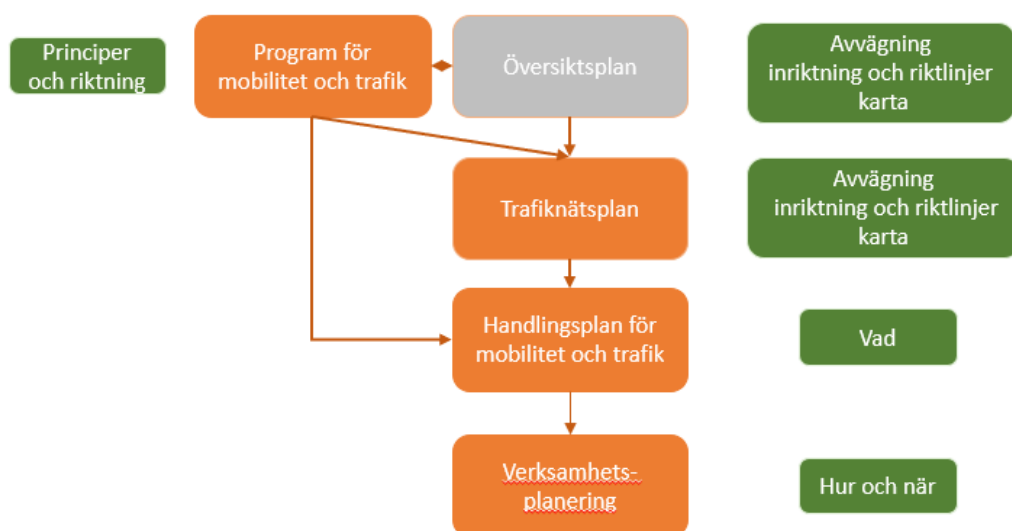 Principer
och riktning
Program för
mobilitet och trafik
Översiktsplan
Avvägning
inriktning och riktlinjer
karta
Trafiknätsplan
Avvägning
inriktning och riktlinjer
karta
Handlingsplan för
mobilitet och trafik
Vad
Verksamhets-
planering
Hur och när